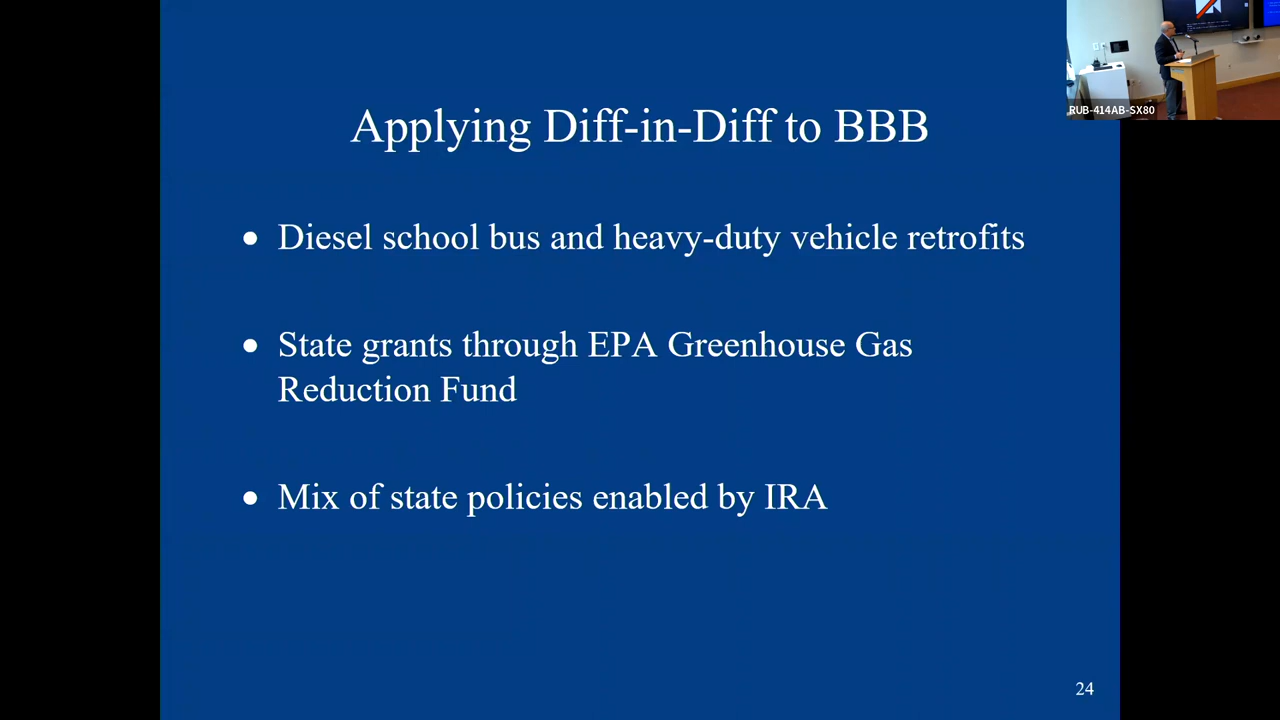 Applying Diff-in-Diff to BBB
• Diesel school bus and heavy-duty vehicle retrofits
• State grants through EPA Greenhouse Gas
Reduction Fund
• Mix of state policies enabled by IRA
24
RUB-414AB-SX80